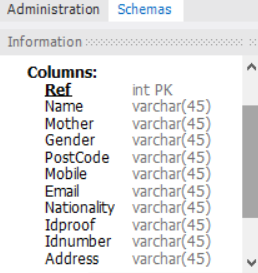 Administration Schemas
Information
Columns:
Ref int PK
Name varchar(45)
Mother varchar(45)
Gender varchar(45)
PostCode varchar(45)
Mobile varchar(45)
Email varchar(45)
Nationality varchar(45)
Idproof varchar(45)
Idnumber varchar(45)
Address varchar(45)